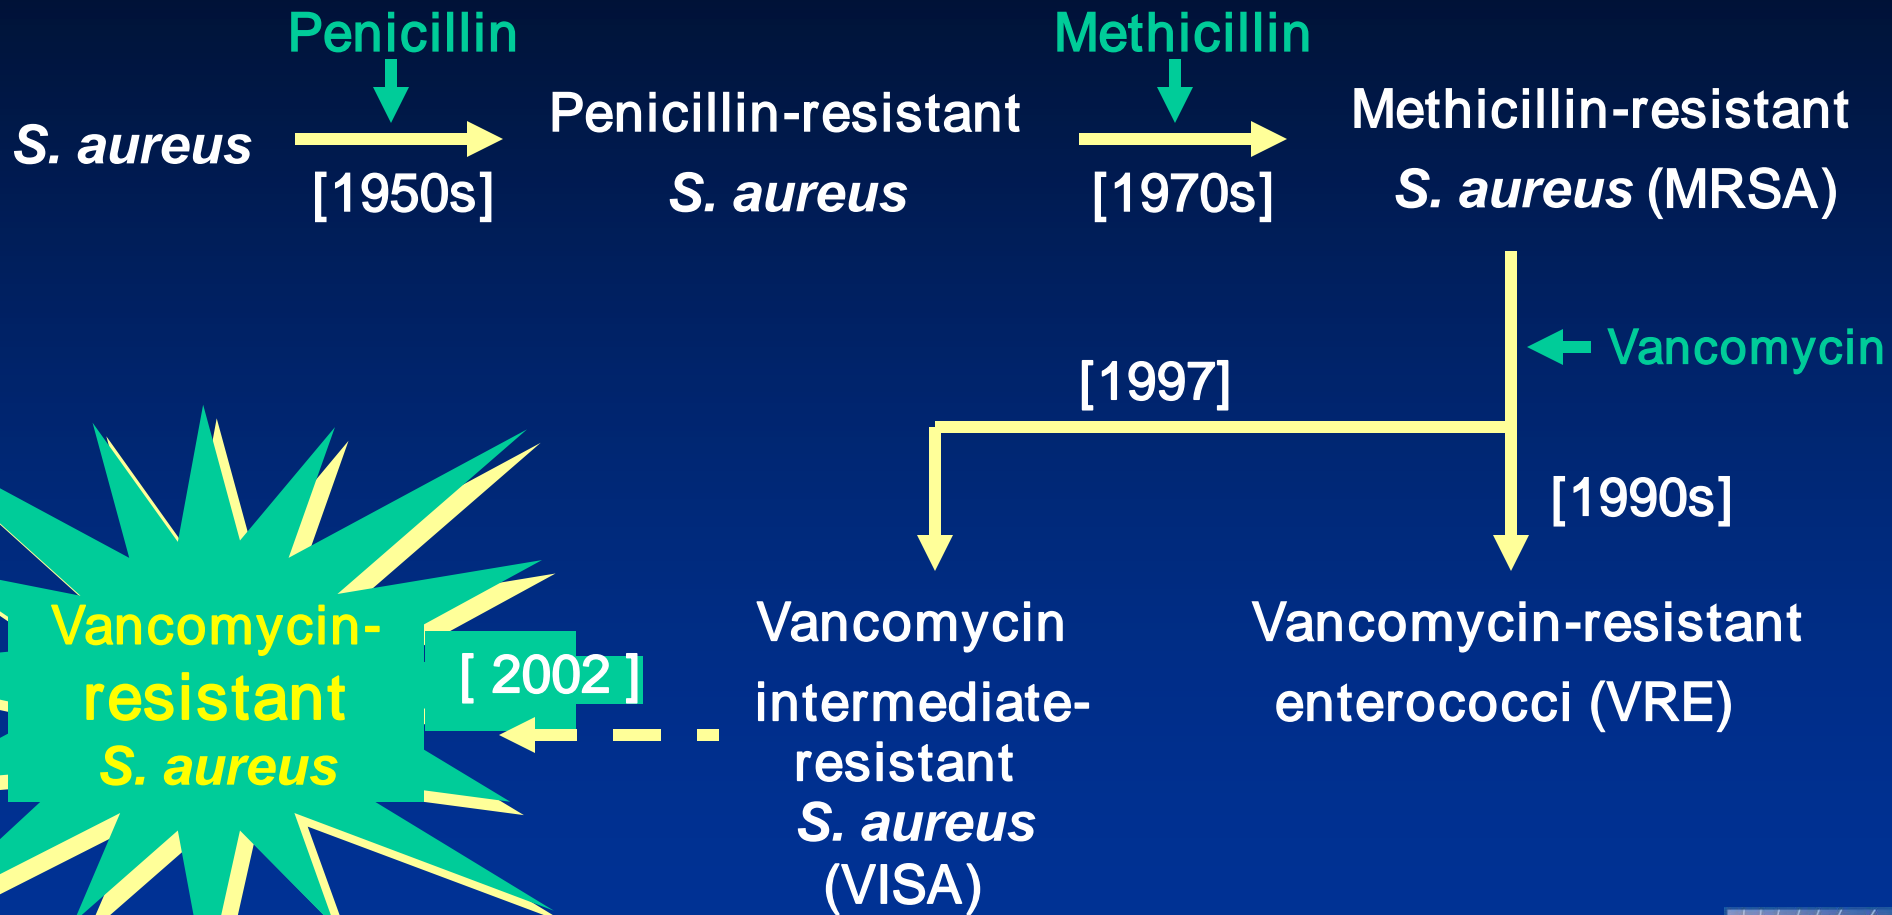 Penicillin
Methicillin
S. aureus
[1950s]
Penicillin-resistant
S. aureus
[1970s]
Methicillin-resistant
S. aureus (MRSA)
Vancomycin
[1997]
[1990s]
Vancomycin-
resistant
S. aureus
[ 2002 ]
Vancomycin
intermediate-
resistant
S. aureus
(VISA)
Vancomycin-resistant
enterococci (VRE)